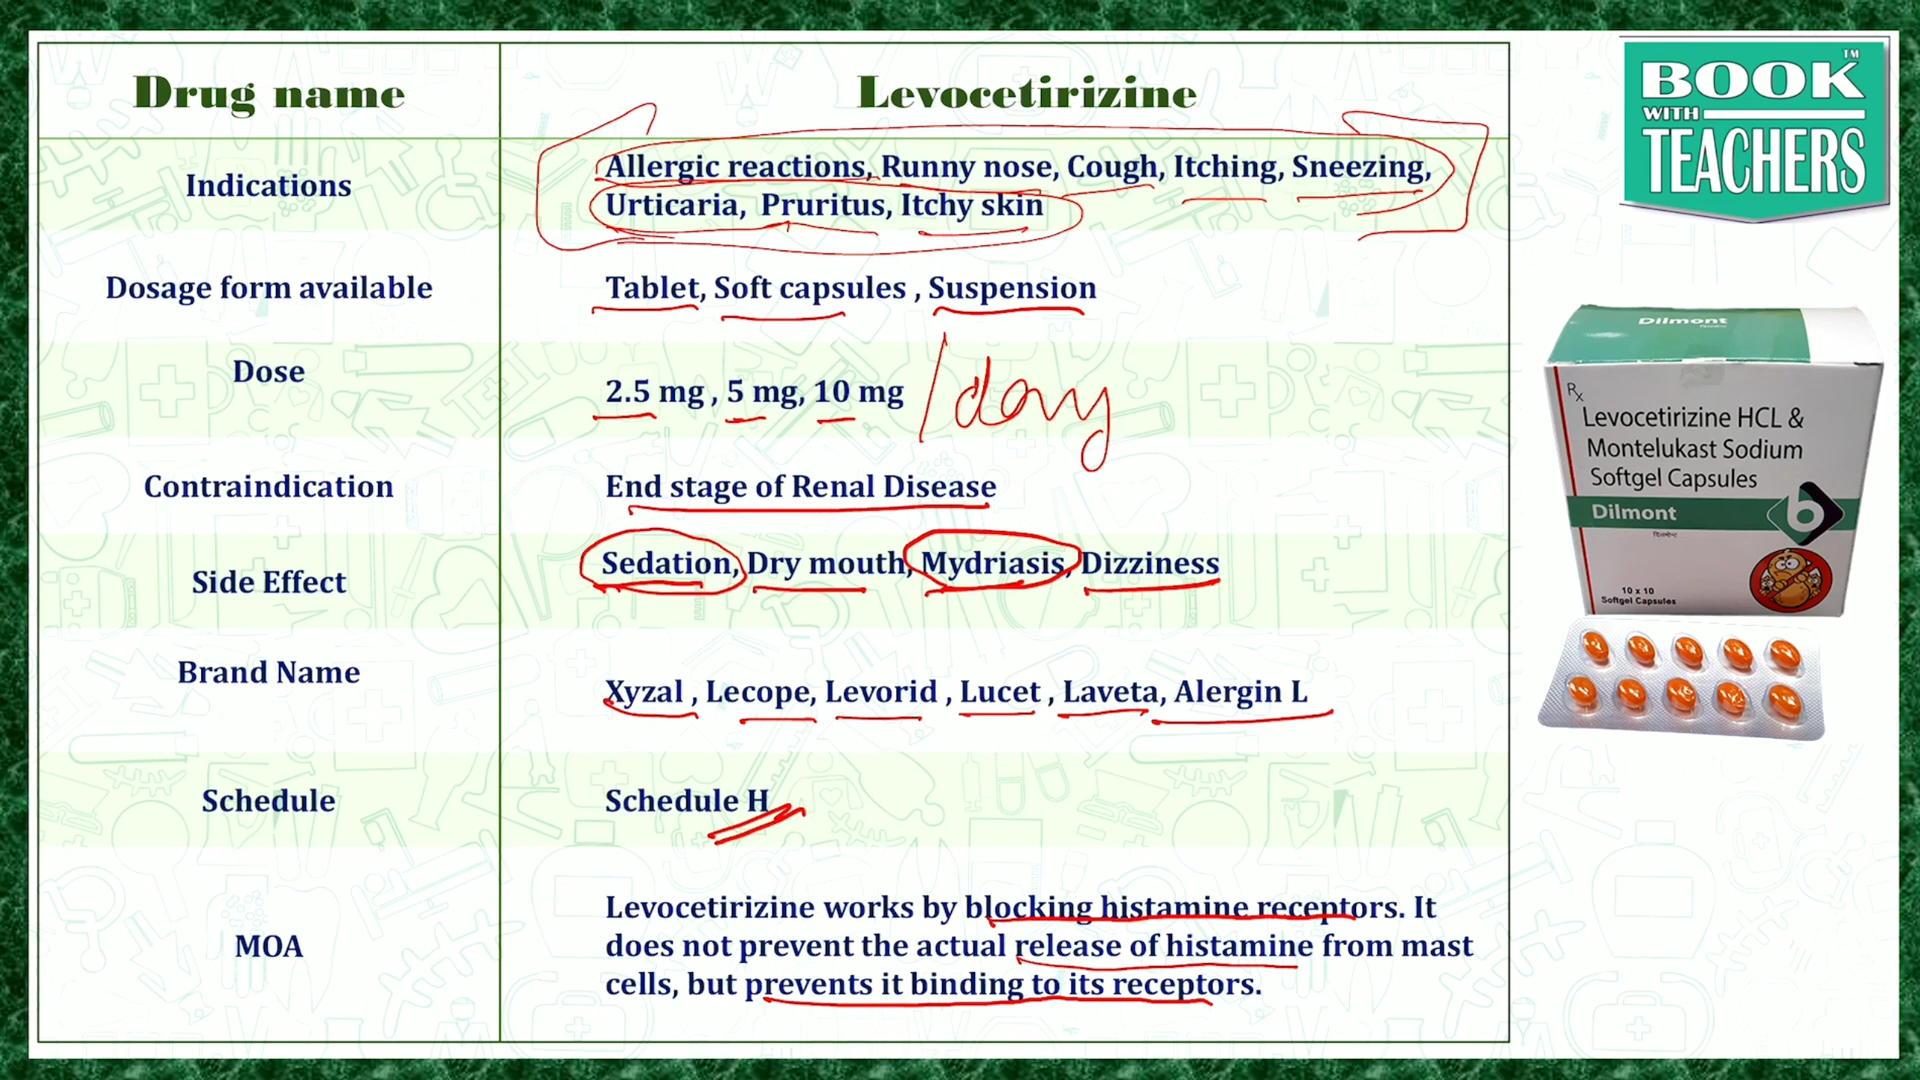 Drug name
Levocetirizine
Indications
Allergic reactions, Runny nose, Cough, Itching, Sneezing,
Urticaria, Pruritus, Itchy skin
Dosage form available
Tablet, Soft capsules , Suspension
Dose
2.5 mg , 5 mg, 10 mg /day
Contraindication
End stage of Renal Disease
Side Effect
Sedation, Dry mouth, Mydriasis, Dizziness
Brand Name
Xyzal , Lecope, Levorid , Lucet , Laveta, Alergin L
Schedule
Schedule H
MOA
Levocetirizine works by blocking histamine receptors. It
does not prevent the actual release of histamine from mast
cells, but prevents it binding to its receptors.
BOOK TM
WITH
TEACHERS
Dilmont
Rx
Levocetirizine HCL &
Montelukast Sodium
Softgel Capsules
Dilmont
b
10 x 10
Softgel Capsules